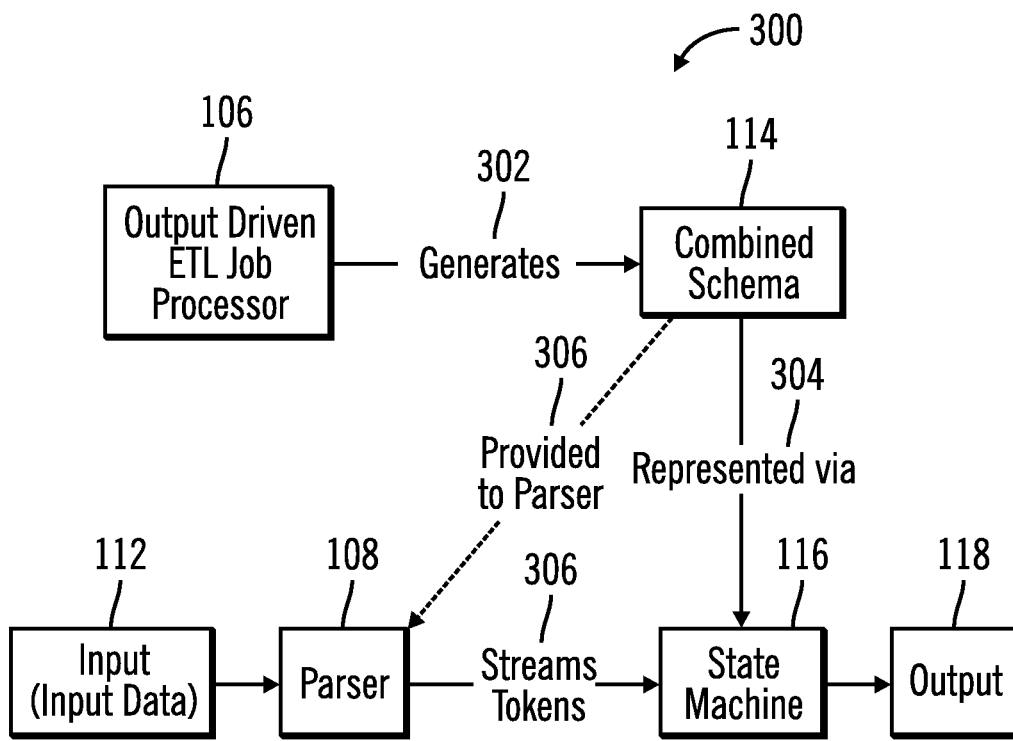 300
106
302
114
Output Driven
ETL Job
Processor
Generates
Combined
Schema
306
304
Provided
to Parser
Represented via
112
108
306
116
118
Input
(Input Data)
Parser
Streams
Tokens
State
Machine
Output